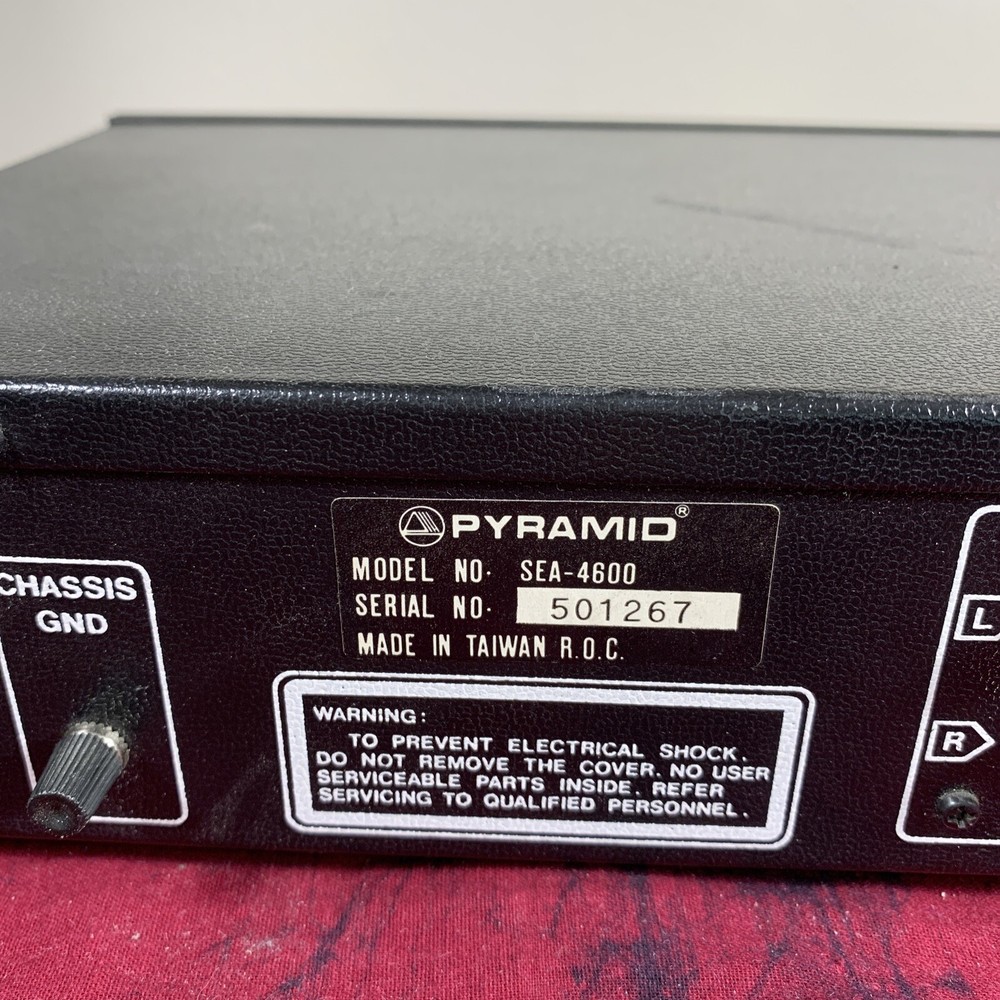 PYRAMID®
MODEL NO. SEA-4600
SERIAL NO. 501267
MADE IN TAIWAN R.O.C.
CHASSIS
GND
WARNING:
TO PREVENT ELECTRICAL SHOCK.
DO NOT REMOVE THE COVER. NO USER
SERVICEABLE PARTS INSIDE. REFER
SERVICING TO QUALIFIED PERSONNEL.
L
R